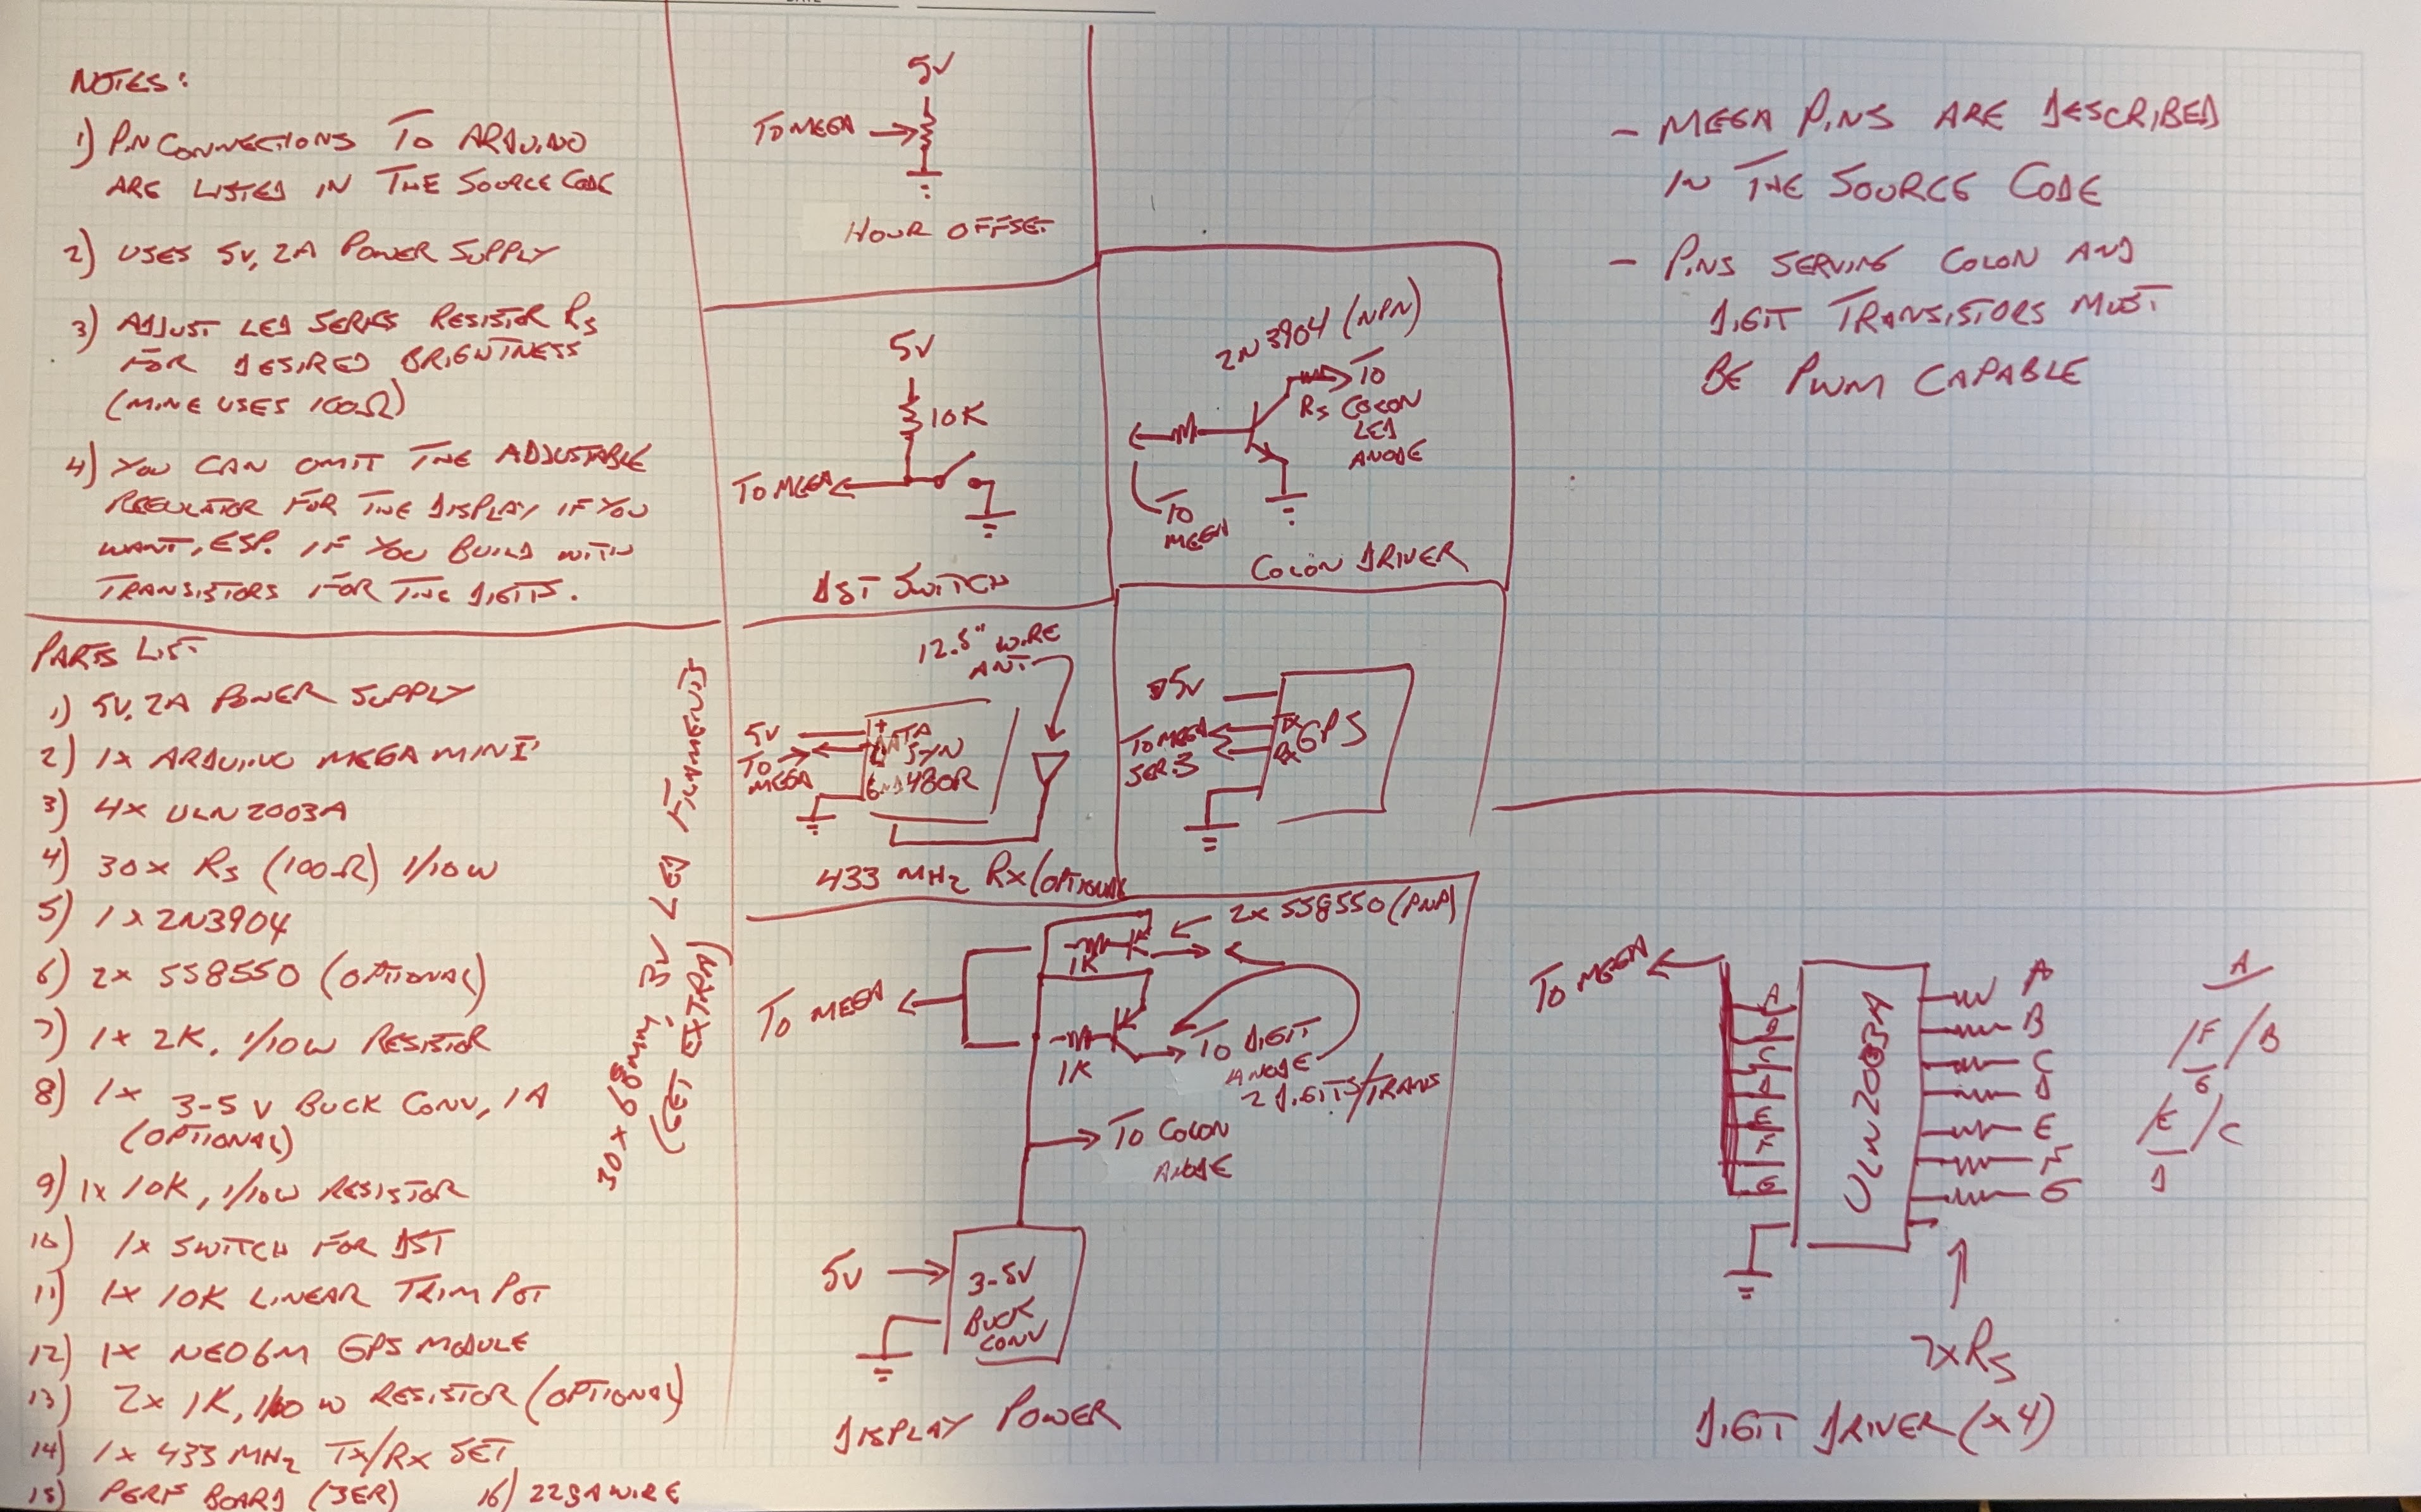 NOTES:
1) PIN CONNECTIONS TO ARDUINO
ARE LISTED IN THE SOURCE CODE
2) USES 5V, 2A POWER SUPPLY
3) ADJUST LED SERIES RESISTOR Rs
FOR DESIRED BRIGHTNESS
(MINE USES 100Ω)
4) YOU CAN OMIT THE ADJUSTABLE
REGULATOR FOR THE DISPLAY IF YOU
WANT, ESP. IF YOU BUILD WITH
TRANSISTORS FOR THE DIGITS.
PARTS LIST
1) 5V, 2A POWER SUPPLY
2) 1x ARDUINO MEGA MINI
3) 4x ULN2003A
4) 30x Rs (100Ω) 1/10W
5) 1x 2N3904
6) 2x SS8550 (OPTIONAL)
7) 1x 2K, 1/10W RESISTOR
8) 1x 3-5V BUCK CONV, 1A
(OPTIONAL)
9) 1x 10K, 1/10W RESISTOR
10) 1x SWITCH FOR DST
11) 1x 10K LINEAR TRIM POT
12) 1x NEO6M GPS MODULE
13) 2x 1K, 1/10W RESISTOR (OPTIONAL)
14) 1x 433 MHz Tx/Rx SET
15) PERF BOARD (3ER) 16) 22GA WIRE
30x 68mm, 3V LED FILAMENTS
(GET EXTRA)
5V
TO MEGA
HOUR OFFSET
5V
10K
TO MEGA
DST SWITCH
2N3904 (NPN)
TO
Rs COLON
LED
ANODE
TO
MEGA
COLON DRIVER
12.5" WIRE
ANT
5V
TO
MEGA
+
DATA
SYN
480R
GND
433 MHz Rx (OPTIONAL)
5V
TO MEGA
SER.3
TX
RX
GPS
2x SS8550 (PNP)
1K
TO MEGA
1K
TO DIGIT
ANODE
2 DIGITS/TRANS
TO COLON
ANODE
5V
3-5V
BUCK
CONV
DISPLAY POWER
- MEGA PINS ARE DESCRIBED
IN THE SOURCE CODE
- PINS SERVING COLON AND
DIGIT TRANSISTORS MUST
BE PWM CAPABLE
TO MEGA
A
B
C
D
E
F
G
ULN2003A
A
B
C
D
E
F
G
A
F B
G
E C
D
7x Rs
DIGIT DRIVER (x4)